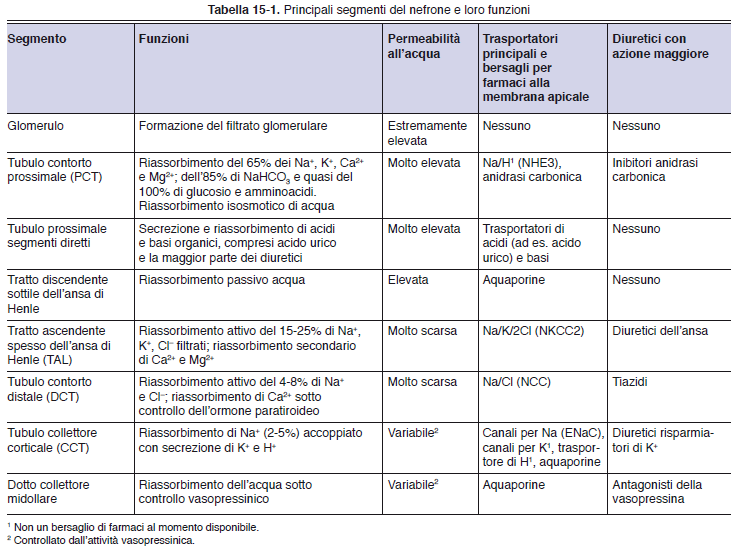 Tabella 15-1. Principali segmenti del nefrone e loro funzioni
Segmento
Funzioni
Permeabilità
all'acqua
Trasportatori
principali e
bersagli per
farmaci alla
membrana apicale
Diuretici con
azione maggiore
Glomerulo
Formazione del filtrato glomerulare
Estremamente
elevata
Nessuno
Nessuno
Tubulo contorto
prossimale (PCT)
Riassorbimento del 65% dei Na⁺, K⁺, Ca²⁺
e Mg²⁺; dell'85% di NaHCO₃ e quasi del
100% di glucosio e amminoacidi.
Riassorbimento isosmotico di acqua
Molto elevata
Na/H¹ (NHE3),
anidrasi carbonica
Inibitori anidrasi
carbonica
Tubulo prossimale
segmenti diretti
Secrezione e riassorbimento di acidi
e basi organici, compresi acido urico
e la maggior parte dei diuretici
Molto elevata
Trasportatori di
acidi (ad es. acido
urico) e basi
Nessuno
Tratto discendente
sottile dell'ansa di
Henle
Riassorbimento passivo acqua
Elevata
Aquaporine
Nessuno
Tratto ascendente
spesso dell'ansa di
Henle (TAL)
Riassorbimento attivo del 15-25% di Na⁺,
K⁺, Cl⁻ filtrati; riassorbimento secondario
di Ca²⁺ e Mg²⁺
Molto scarsa
Na/K/2Cl (NKCC2)
Diuretici dell'ansa
Tubulo contorto
distale (DCT)
Riassorbimento attivo del 4-8% di Na⁺
e Cl⁻; riassorbimento di Ca²⁺ sotto
controllo dell'ormone paratiroideo
Molto scarsa
Na/Cl (NCC)
Tiazidi
Tubulo collettore
corticale (CCT)
Riassorbimento di Na⁺ (2-5%) accoppiato
con secrezione di K⁺ e H⁺
Variabile²
Canali per Na (ENaC),
canali per K¹, traspor-
tore di H¹, aquaporine
Diuretici risparmia-
tori di K⁺
Dotto collettore
midollare
Riassorbimento dell'acqua sotto
controllo vasopressinico
Variabile²
Aquaporine
Antagonisti della
vasopressina
¹ Non un bersaglio di farmaci al momento disponibile.
² Controllato dall'attività vasopressinica.